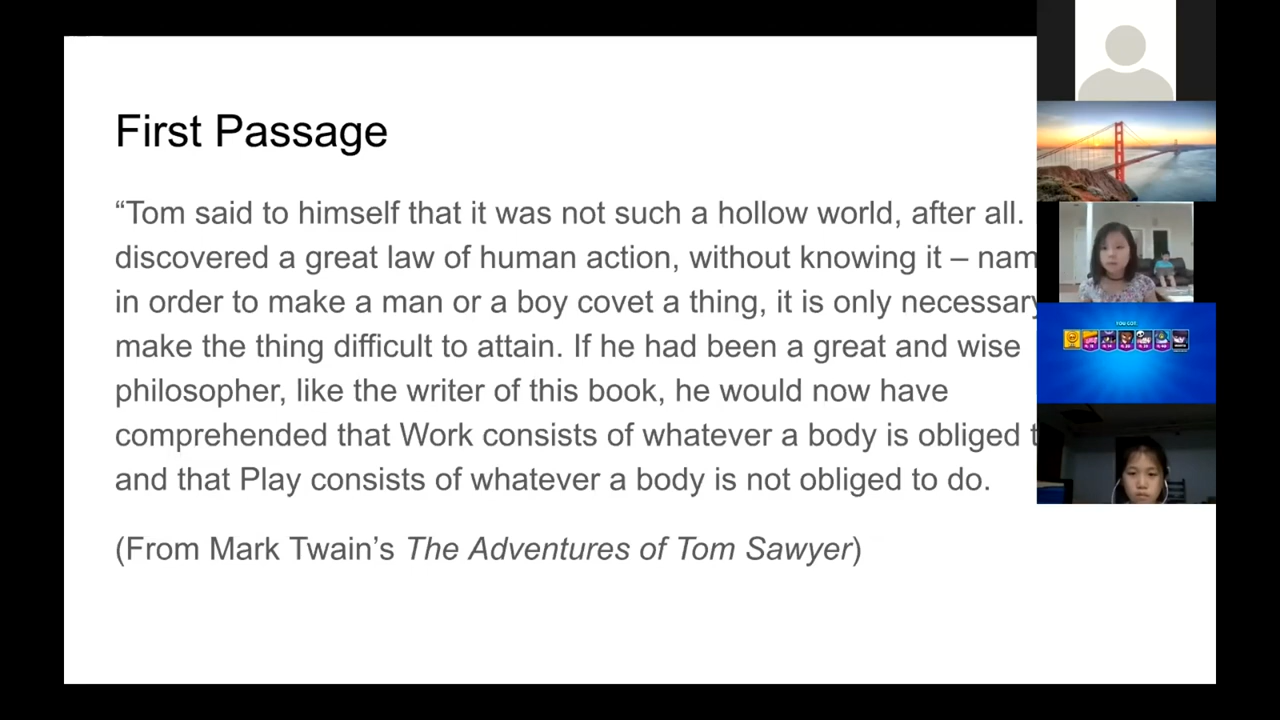 First Passage
“Tom said to himself that it was not such a hollow world, after all.
discovered a great law of human action, without knowing it – nam
in order to make a man or a boy covet a thing, it is only necessary
make the thing difficult to attain. If he had been a great and wise
philosopher, like the writer of this book, he would now have
comprehended that Work consists of whatever a body is obliged t
and that Play consists of whatever a body is not obliged to do.
(From Mark Twain’s The Adventures of Tom Sawyer)
YOU GOT